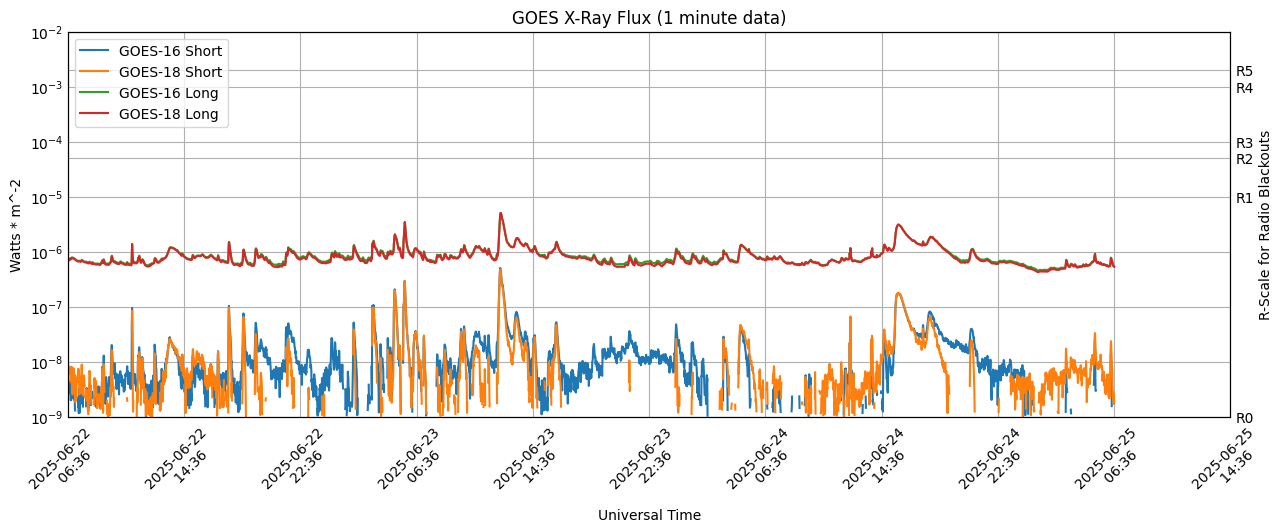 GOES X-Ray Flux (1 minute data)
GOES-16 Short
GOES-18 Short
GOES-16 Long
GOES-18 Long
10^-2
10^-3
10^-4
10^-5
10^-6
10^-7
10^-8
10^-9
Watts * m^-2
R5
R4
R3
R2
R1
R0
R-Scale for Radio Blackouts
2025-06-22
06:36
2025-06-22
14:36
2025-06-22
22:36
2025-06-23
06:36
2025-06-23
14:36
2025-06-23
22:36
2025-06-24
06:36
2025-06-24
14:36
2025-06-24
22:36
2025-06-25
06:36
2025-06-25
14:36
Universal Time